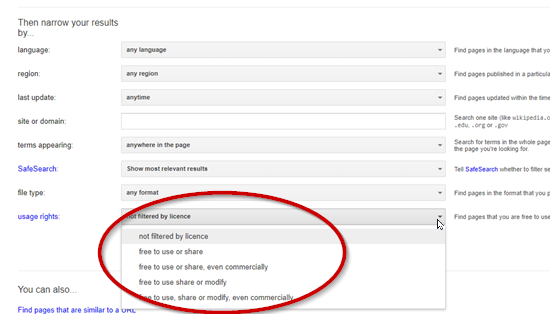 Then narrow your results
by...
language: any language Find pages in the language that yo
region: any region Find pages published in a particula
last update: anytime Find pages updated within the time
site or domain: Search one site (like wikipedia.o
.edu, .org or .gov
terms appearing: anywhere in the page Search for terms in the whole page
the page you're looking for
SafeSearch: Show most relevant results Tell SafeSearch whether to filter se
file type: any format Find pages in the format that you p
usage rights: not filtered by licence Find pages that you are free to use
not filtered by licence
free to use or share
free to use or share, even commercially
free to use share or modify
free to use, share or modify, even commercially
You can also...
Find pages that are similar to a URL